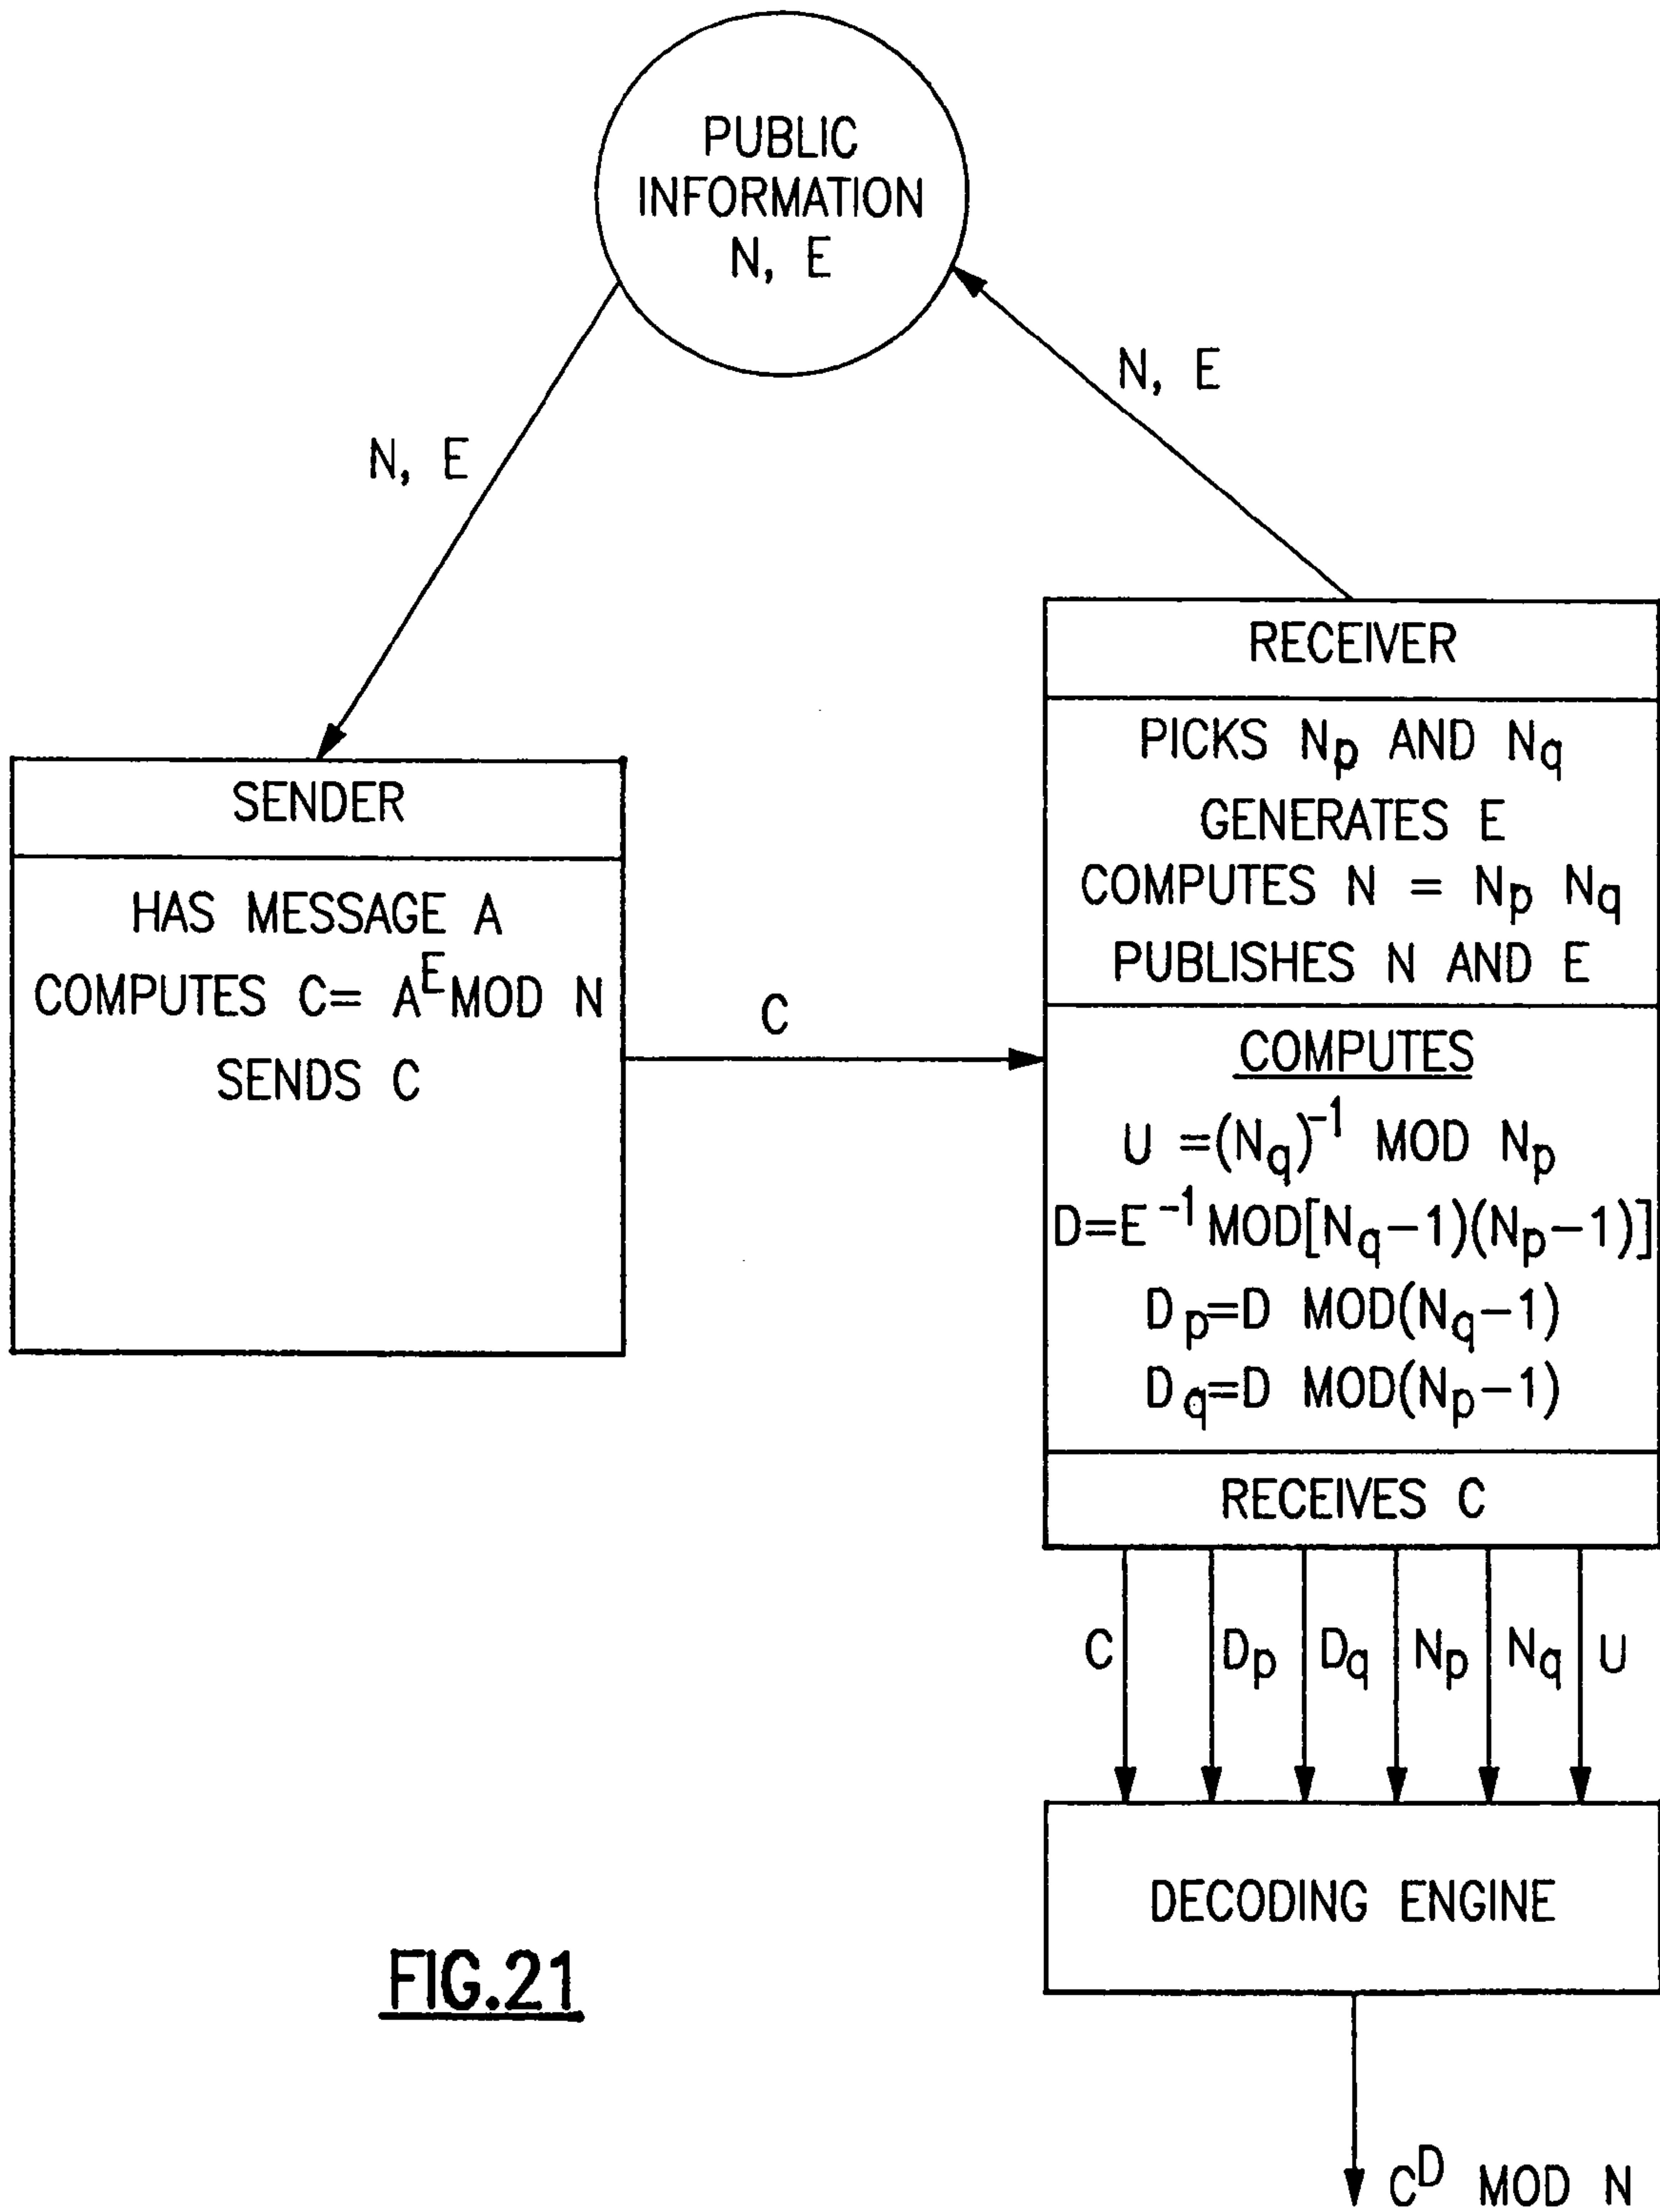 PUBLIC
INFORMATION
N, E
N, E
N, E
RECEIVER
PICKS Np AND Nq
GENERATES E
COMPUTES N = Np Nq
PUBLISHES N AND E
SENDER
HAS MESSAGE A
COMPUTES C= A^E MOD N
SENDS C
C
COMPUTES
U =(Nq)^-1 MOD Np
D=E^-1 MOD[Nq-1)(Np-1)]
Dp=D MOD(Nq-1)
Dq=D MOD(Np-1)
RECEIVES C
C Dp Dq Np Nq U
DECODING ENGINE
C^D MOD N
FIG.21